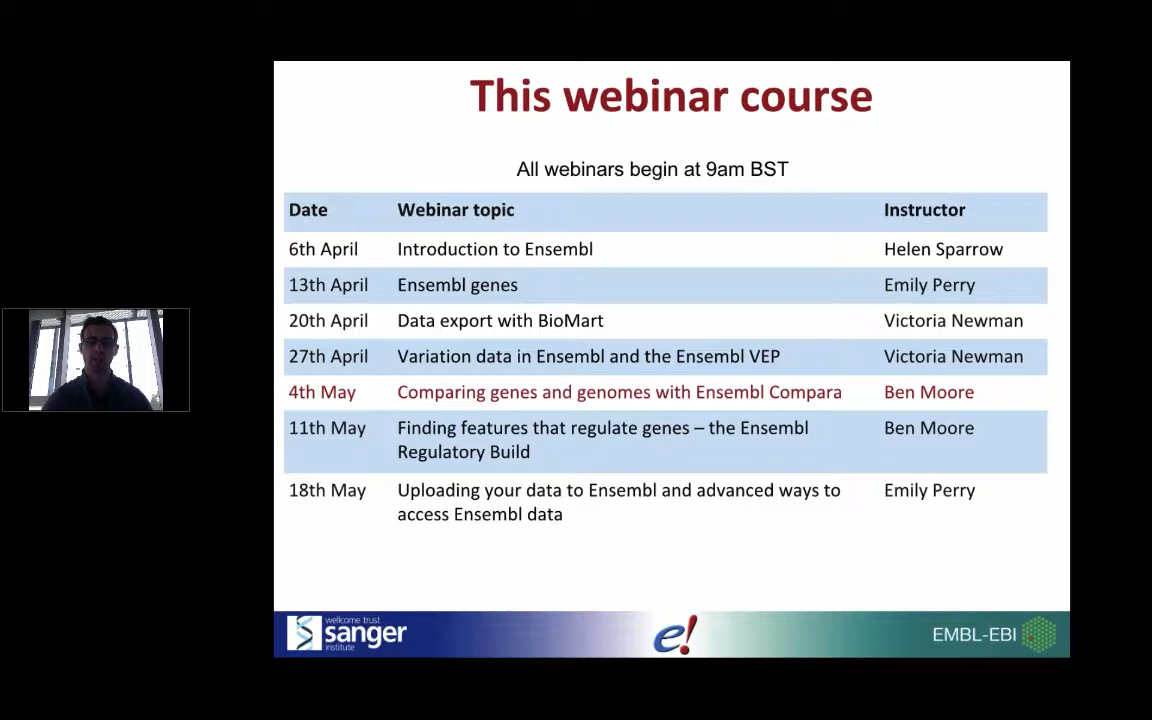 This webinar course
All webinars begin at 9am BST
Date Webinar topic Instructor
6th April Introduction to Ensembl Helen Sparrow
13th April Ensembl genes Emily Perry
20th April Data export with BioMart Victoria Newman
27th April Variation data in Ensembl and the Ensembl VEP Victoria Newman
4th May Comparing genes and genomes with Ensembl Compara Ben Moore
11th May Finding features that regulate genes – the Ensembl Ben Moore
Regulatory Build
18th May Uploading your data to Ensembl and advanced ways to Emily Perry
access Ensembl data
wellcome trust
sanger
institute
e!
EMBL-EBI